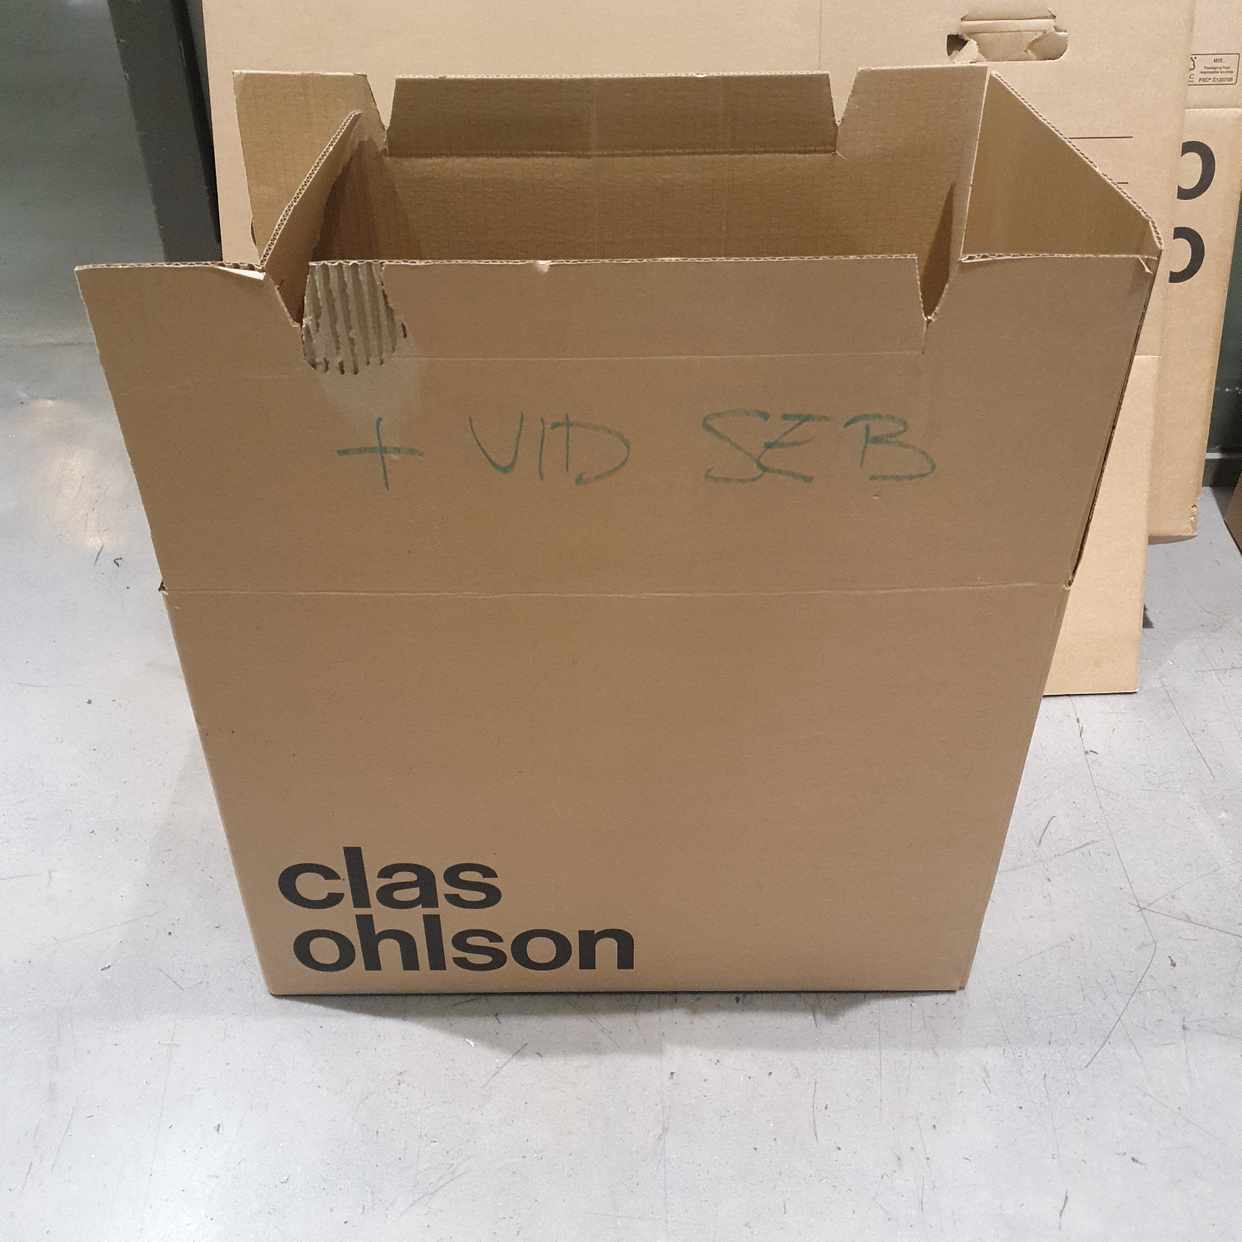 + VID SEB
clas
ohlson